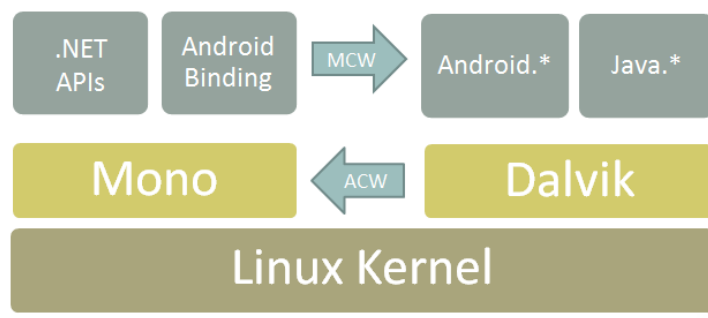 .NET
APIs
Android
Binding
MCW
Android.*
Java.*
Mono
ACW
Dalvik
Linux Kernel